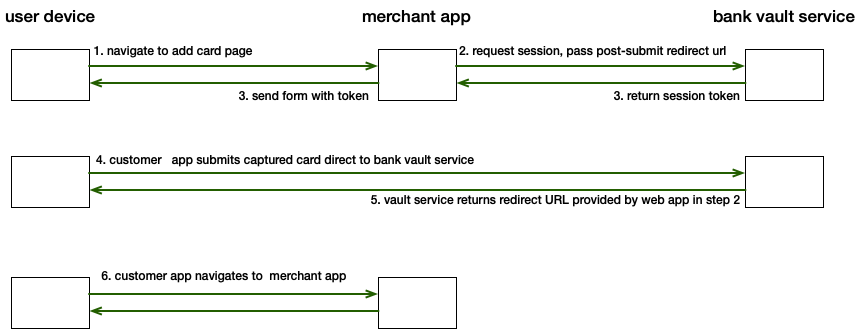 user device
merchant app
bank vault service
1. navigate to add card page
2. request session, pass post-submit redirect url
3. send form with token
3. return session token
4. customer   app submits captured card direct to bank vault service
5. vault service returns redirect URL provided by web app in step 2
6. customer app navigates to  merchant app